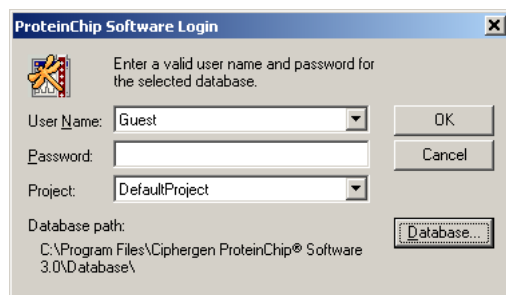 ProteinChip Software Login
Enter a valid user name and password for
the selected database.
User Name: Guest
OK
Password:
Cancel
Project: DefaultProject
Database path:
Database...
C:\Program Files\Ciphergen ProteinChip® Software
3.0\Database\